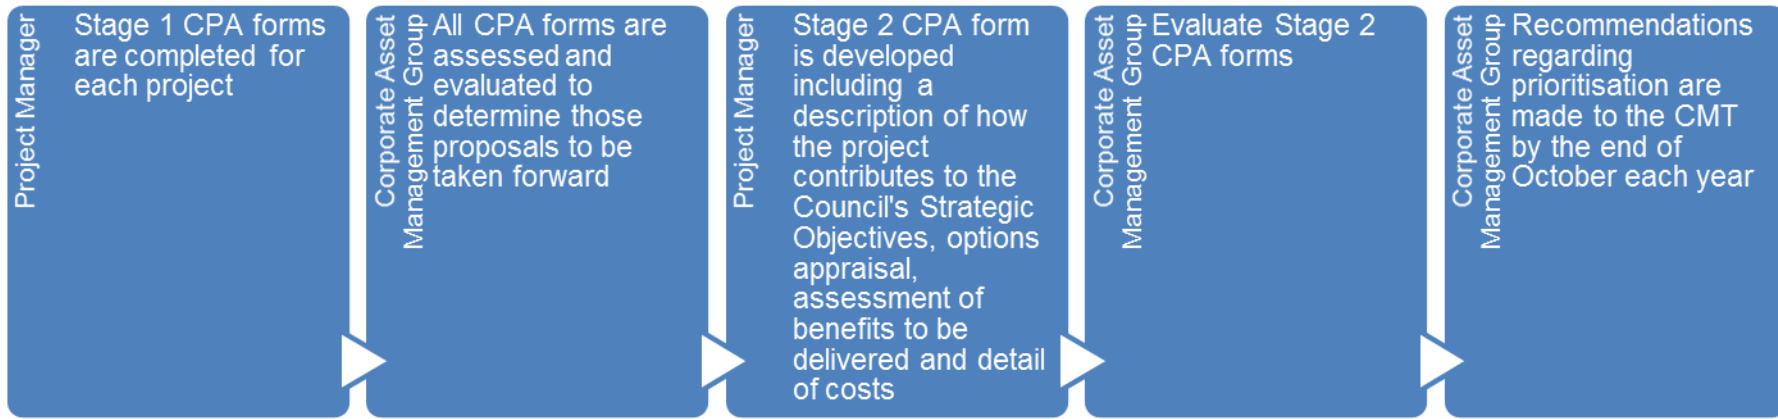 Project Manager
Stage 1 CPA forms
are completed for
each project
Corporate Asset
Management Group
All CPA forms are
assessed and
evaluated to
determine those
proposals to be
taken forward
Project Manager
Stage 2 CPA form
is developed
including a
description of how
the project
contributes to the
Council's Strategic
Objectives, options
appraisal,
assessment of
benefits to be
delivered and detail
of costs
Corporate Asset
Management Group
Evaluate Stage 2
CPA forms
Corporate Asset
Management Group
Recommendations
regarding
prioritisation are
made to the CMT
by the end of
October each year